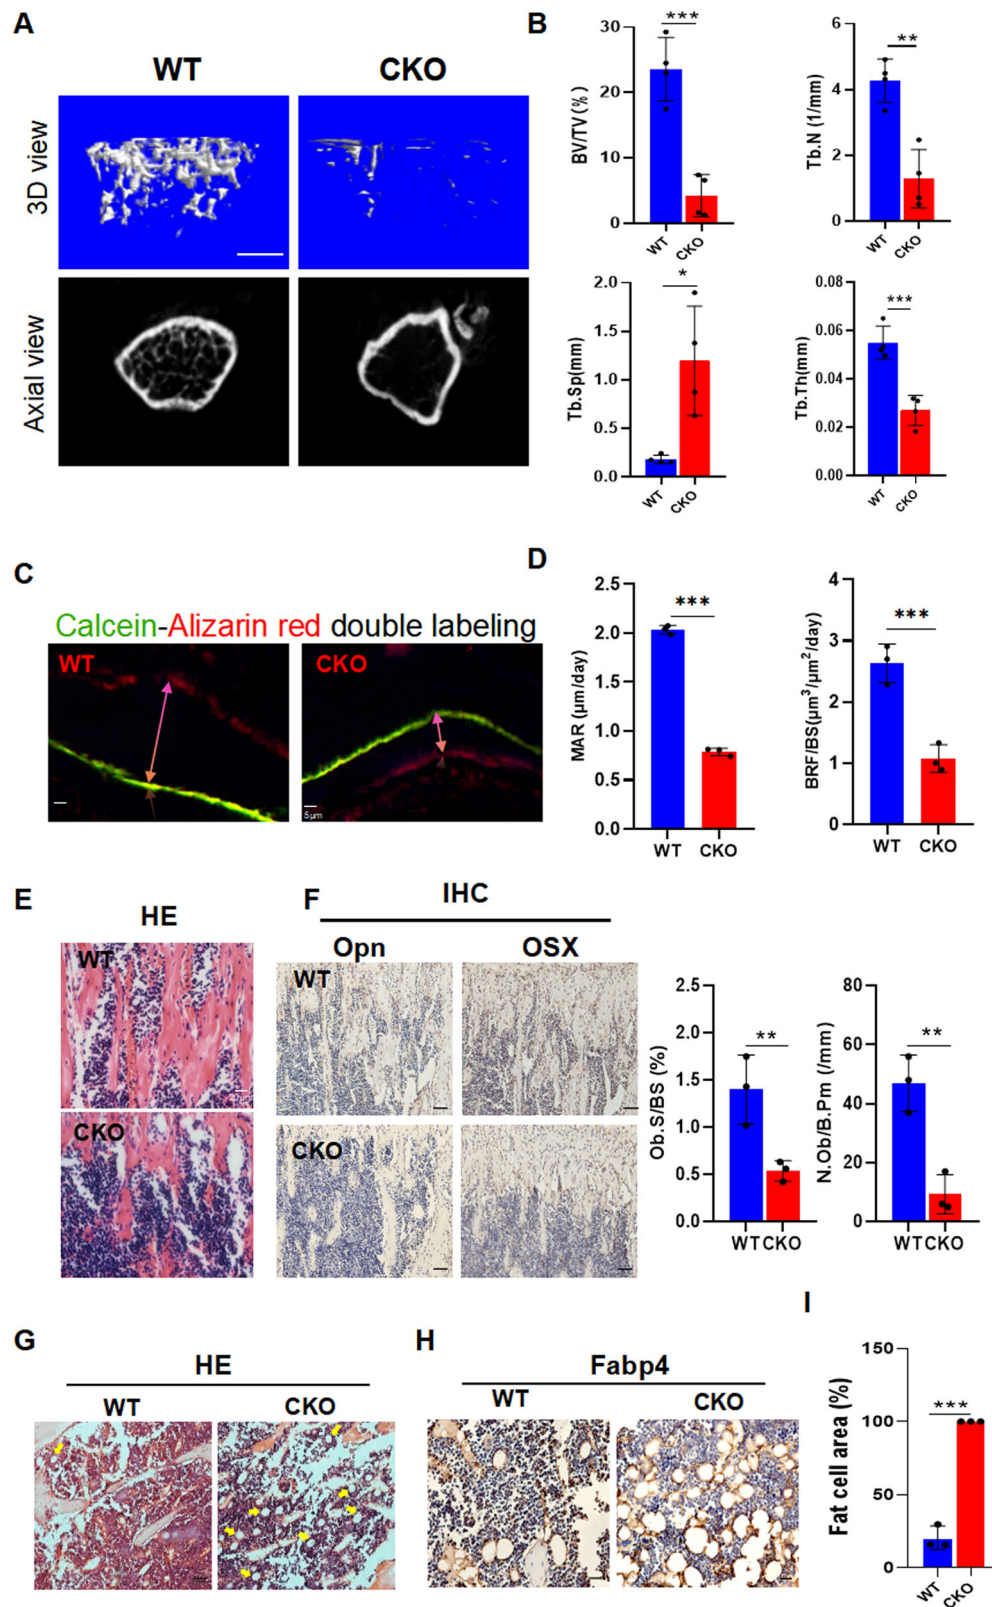 A
WT
CKO
3D view
Axial view
B
BV/TV (%)
30
20
10
0
***
WT
CKO
Tb.N (1/mm)
6
4
2
0
**
WT
CKO
Tb.Sp(mm)
2.0
1.5
1.0
0.5
0.0
*
WT
CKO
Tb.Th(mm)
0.08
0.06
0.04
0.02
0.00
***
WT
CKO
C
Calcein-Alizarin red double labeling
WT
CKO
5 µm
D
MAR (µm/day)
2.5
2.0
1.5
1.0
0.5
0.0
***
WT
CKO
BRF/BS(µm³/µm²/day)
4
3
2
1
0
***
WT
CKO
E
HE
WT
CKO
F
IHC
Opn
OSX
WT
CKO
Ob.S/BS (%)
2.5
2.0
1.5
1.0
0.5
0.0
**
WT
CKO
N.Ob/B.Pm (/mm)
80
60
40
20
0
**
WT
CKO
G
HE
WT
CKO
H
Fabp4
WT
CKO
I
Fat cell area (%)
150
100
50
0
***
WT
CKO